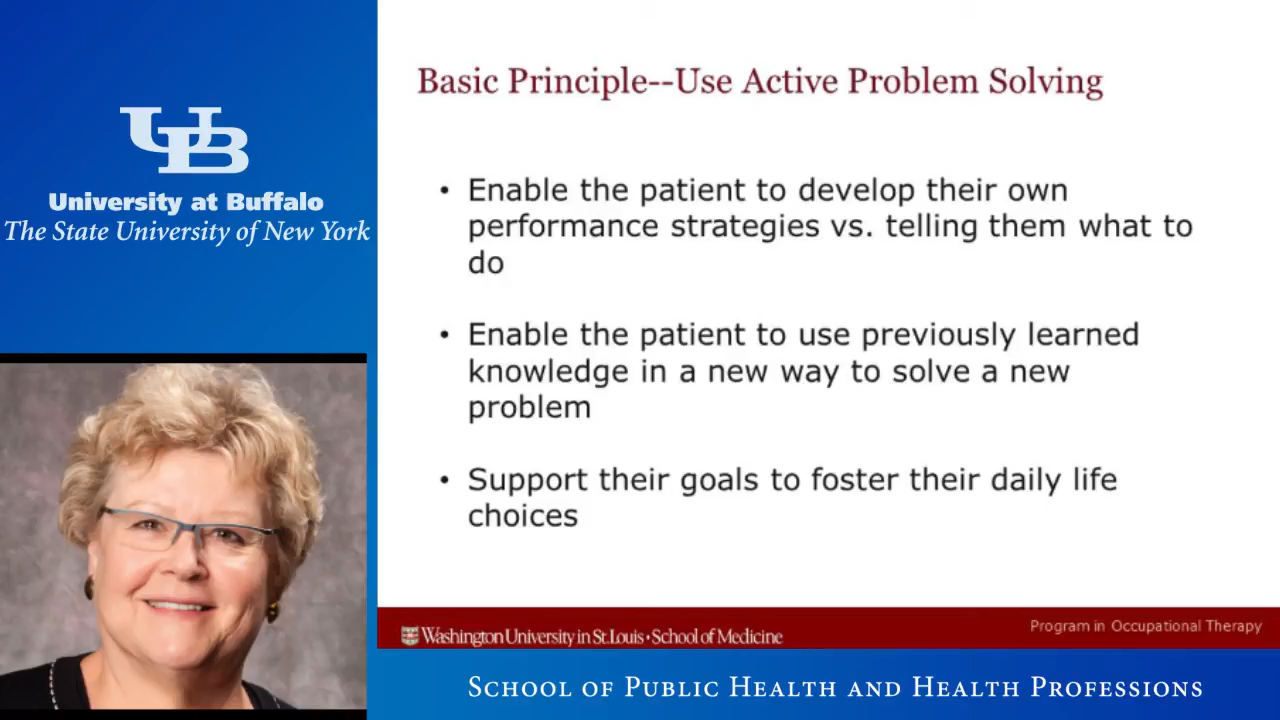 UB
University at Buffalo
The State University of New York
Basic Principle--Use Active Problem Solving
• Enable the patient to develop their own
performance strategies vs. telling them what to
do
• Enable the patient to use previously learned
knowledge in a new way to solve a new
problem
• Support their goals to foster their daily life
choices
Washington University in St. Louis • School of Medicine
Program in Occupational Therapy
School of Public Health and Health Professions